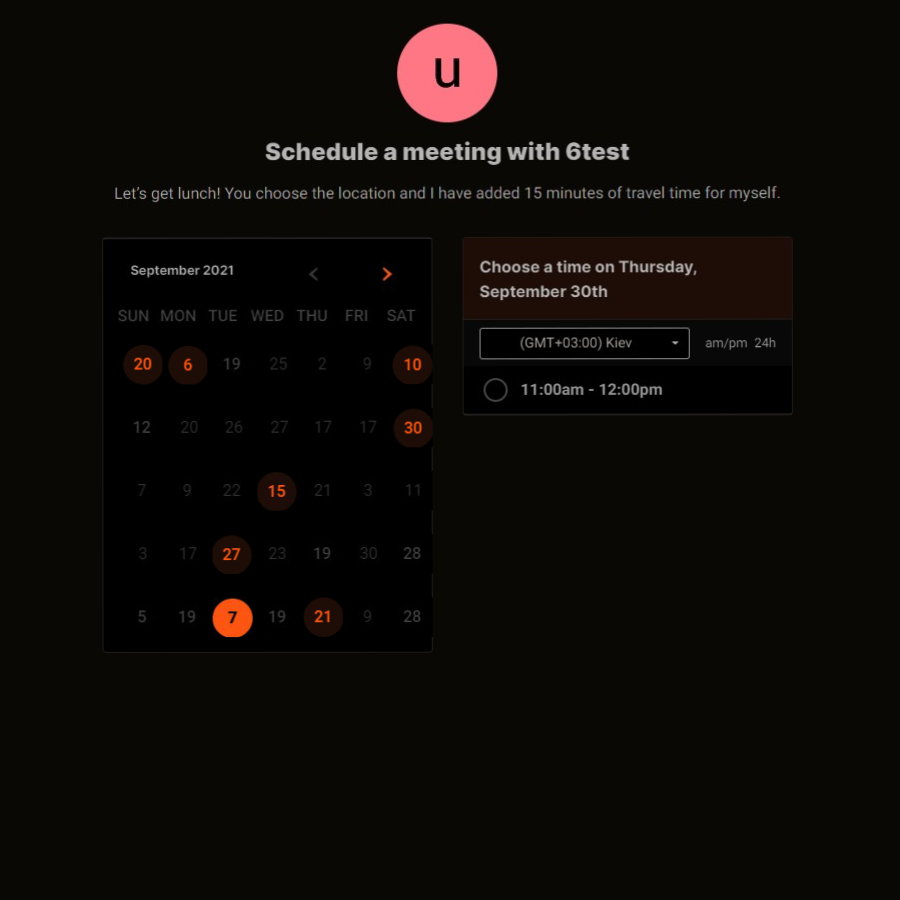 u
Schedule a meeting with 6test
Let's get lunch! You choose the location and I have added 15 minutes of travel time for myself.
September 2021
SUN MON TUE WED THU FRI SAT
20 6 19 25 2 9 10
12 20 26 27 17 17 30
7 9 22 15 21 3 11
3 17 27 23 19 30 28
5 19 7 19 21 9 28
Choose a time on Thursday,
September 30th
(GMT+03:00) Kiev am/pm 24h
11:00am - 12:00pm